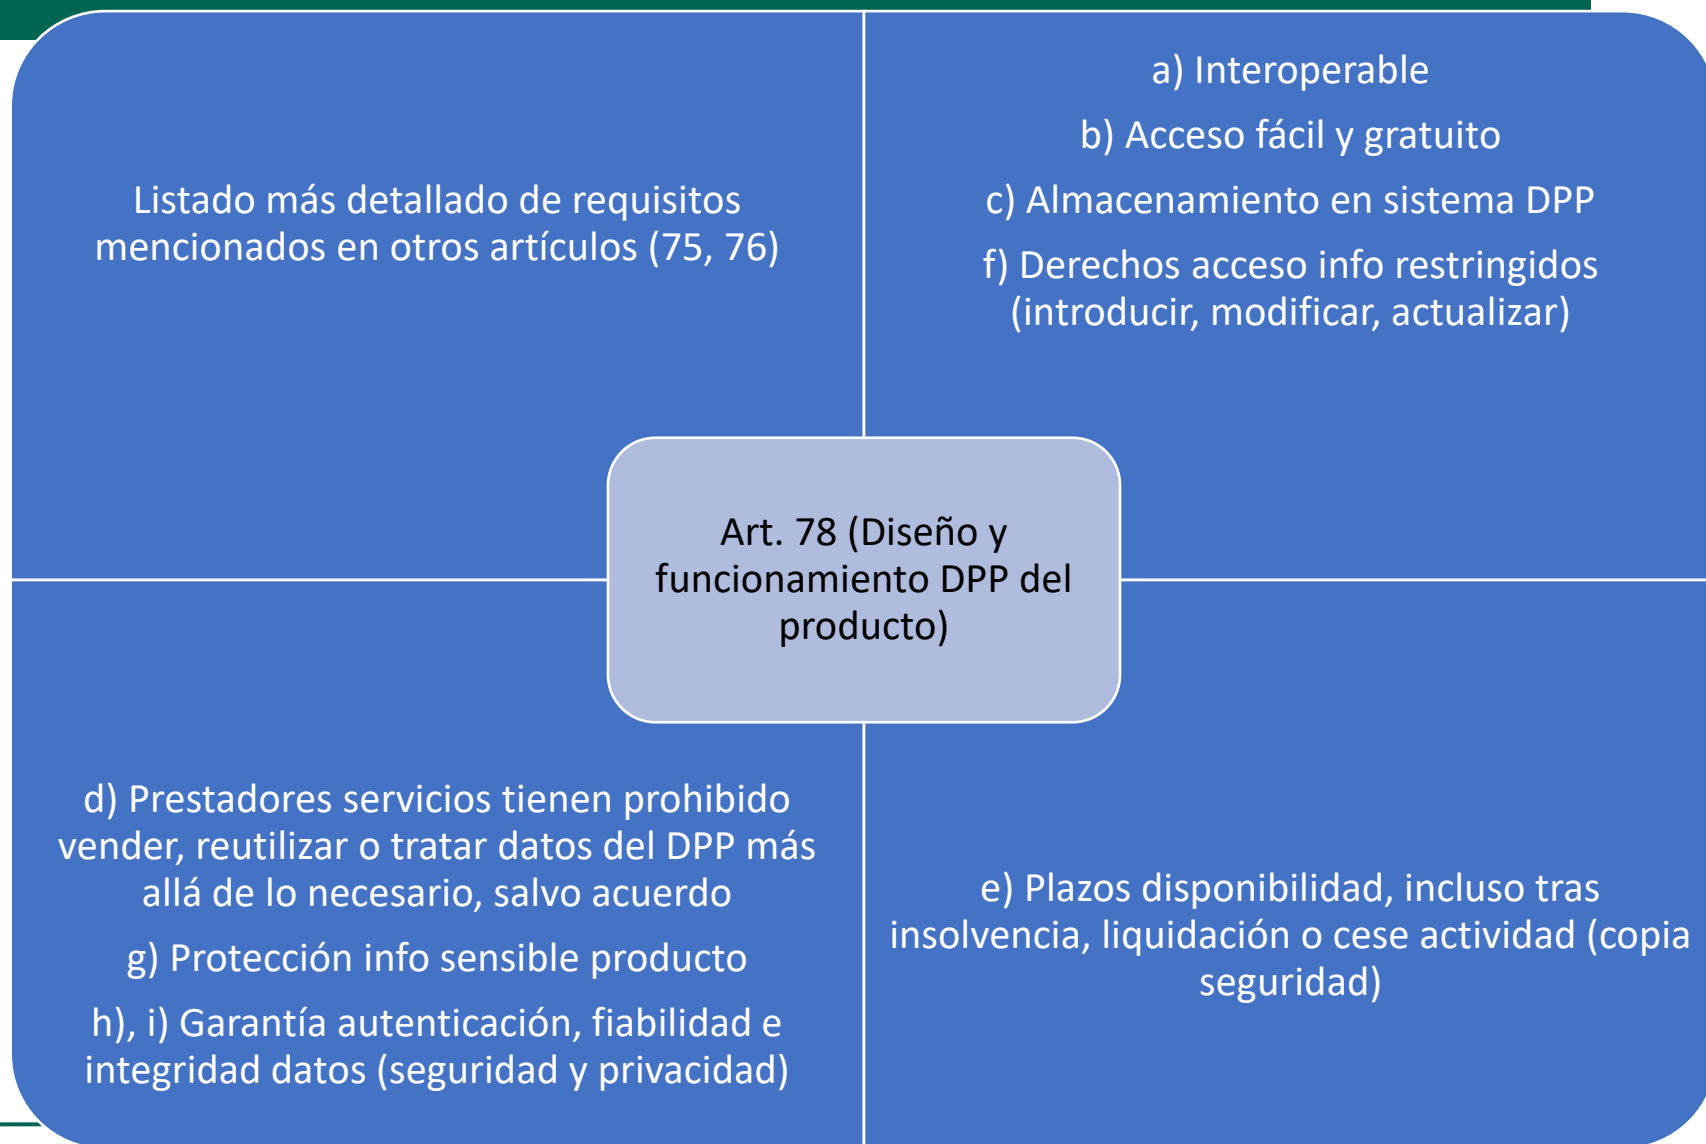 Listado más detallado de requisitos
mencionados en otros artículos (75, 76)
a) Interoperable
b) Acceso fácil y gratuito
c) Almacenamiento en sistema DPP
f) Derechos acceso info restringidos
(introducir, modificar, actualizar)
Art. 78 (Diseño y
funcionamiento DPP del
producto)
d) Prestadores servicios tienen prohibido
vender, reutilizar o tratar datos del DPP más
allá de lo necesario, salvo acuerdo
g) Protección info sensible producto
h), i) Garantía autenticación, fiabilidad e
integridad datos (seguridad y privacidad)
e) Plazos disponibilidad, incluso tras
insolvencia, liquidación o cese actividad (copia
seguridad)